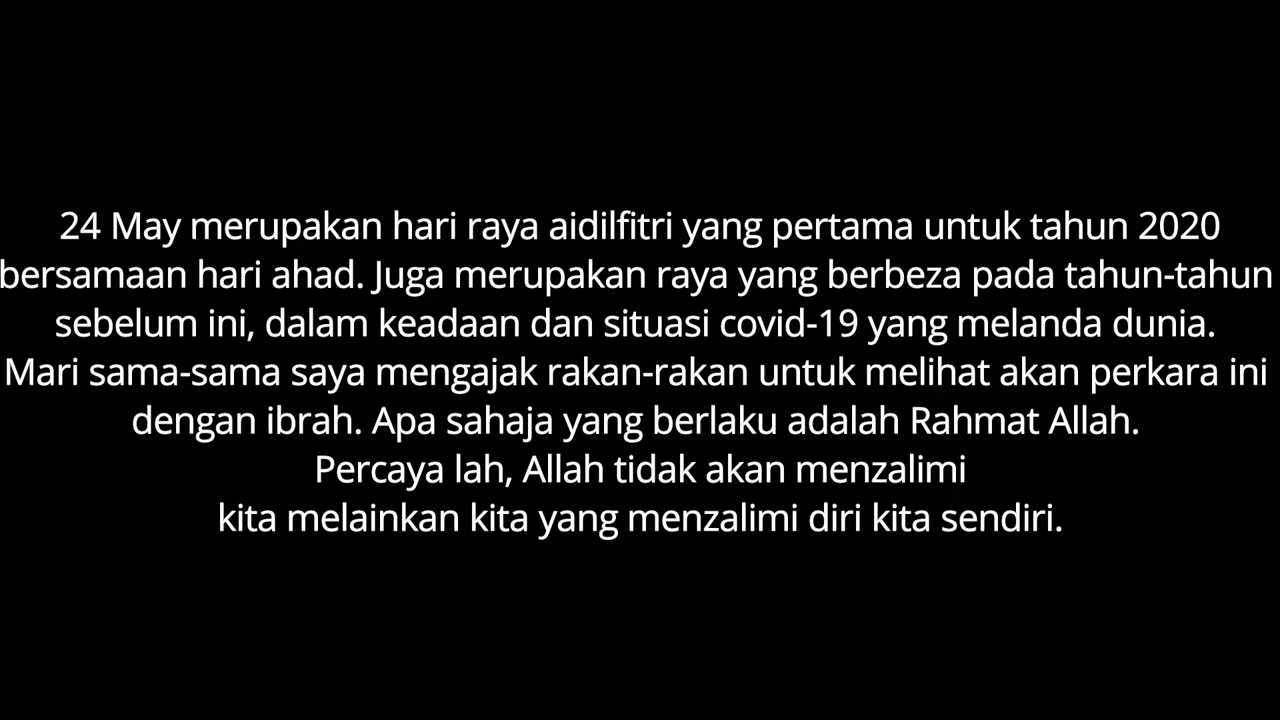 24 May merupakan hari raya aidilfitri yang pertama untuk tahun 2020
bersamaan hari ahad. Juga merupakan raya yang berbeza pada tahun-tahun
sebelum ini, dalam keadaan dan situasi covid-19 yang melanda dunia.
Mari sama-sama saya mengajak rakan-rakan untuk melihat akan perkara ini
dengan ibrah. Apa sahaja yang berlaku adalah Rahmat Allah.
Percaya lah, Allah tidak akan menzalimi
kita melainkan kita yang menzalimi diri kita sendiri.